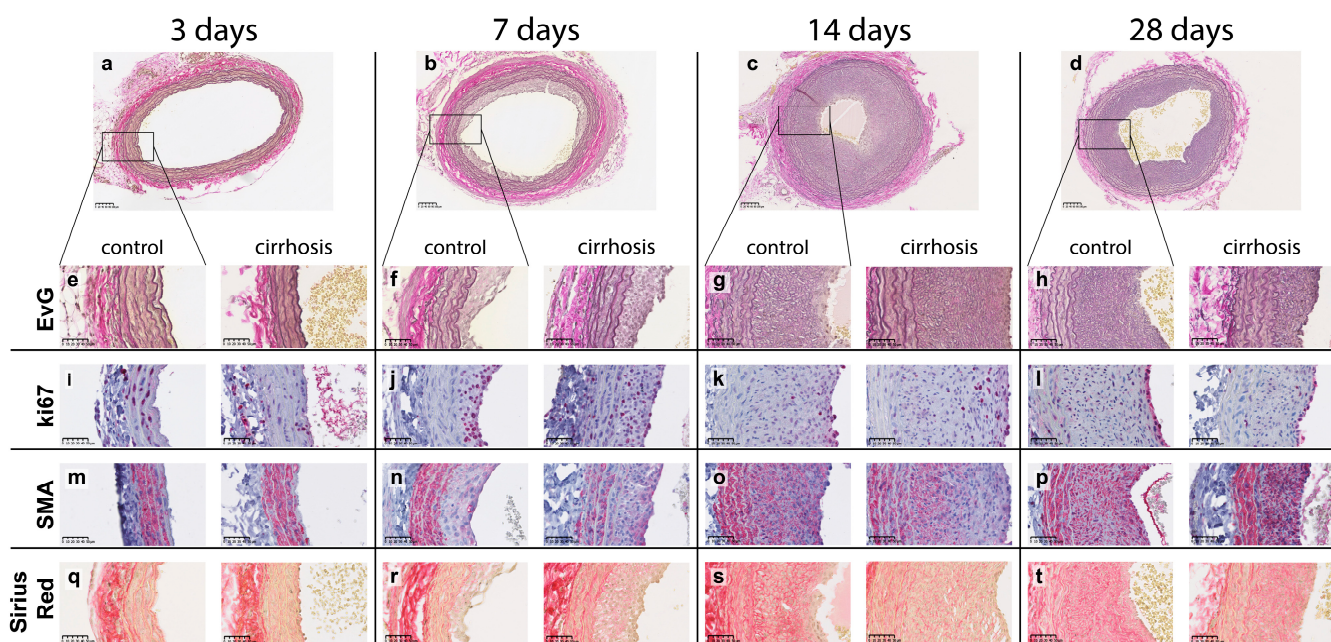 3 days 7 days 14 days 28 days
a b c d
control cirrhosis control cirrhosis control cirrhosis control cirrhosis
EvG e f g h
ki67 i j k l
SMA m n o p
Sirius Red q r s t